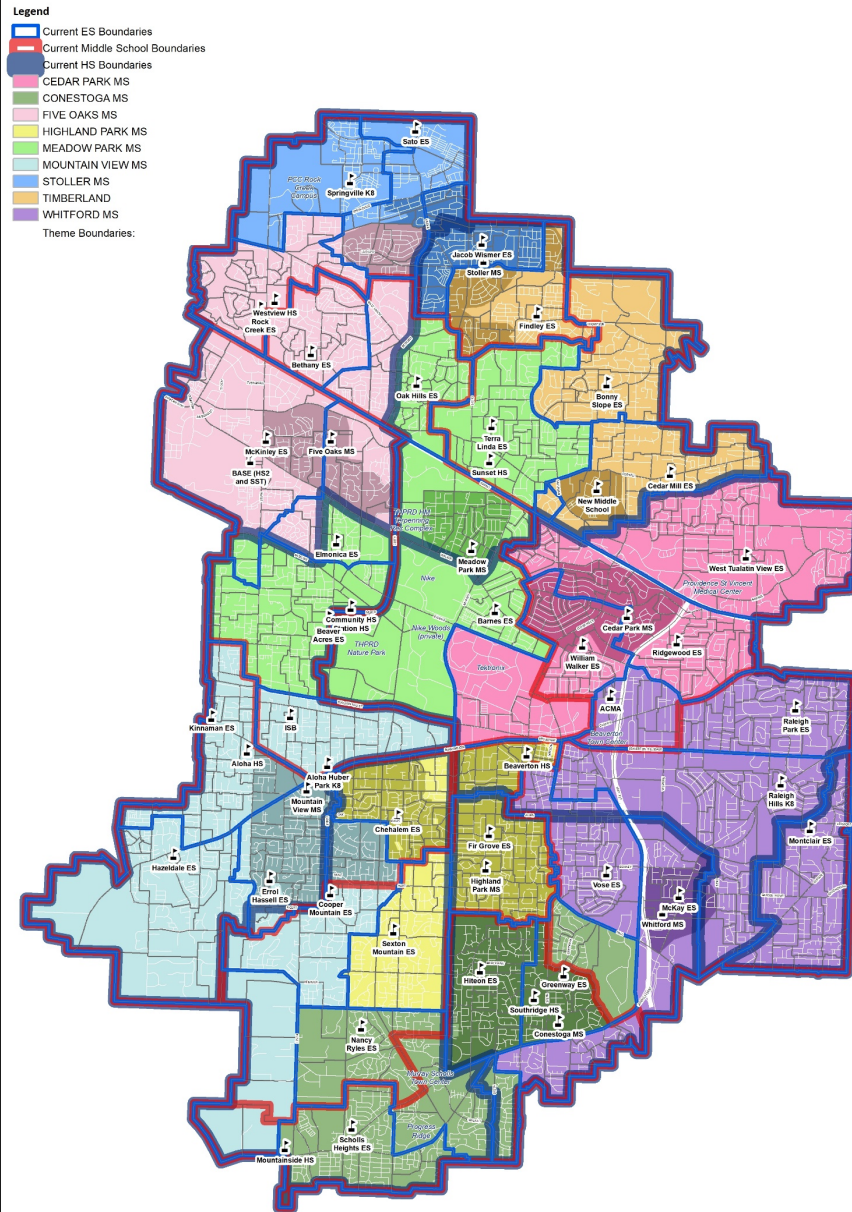 Legend
Current ES Boundaries
Current Middle School Boundaries
Current HS Boundaries
CEDAR PARK MS
CONESTOGA MS
FIVE OAKS MS
HIGHLAND PARK MS
MEADOW PARK MS
MOUNTAIN VIEW MS
STOLLER MS
TIMBERLAND
WHITFORD MS
Theme Boundaries:
Sato ES
PCC Rock
Creek
Campus
Springville K8
Jacob Wismer ES
Stoller MS
Westview HS
Rock
Creek ES
Findley ES
Bethany ES
Oak Hills ES
Bonny
Slope ES
Terra
Linda ES
Sunset HS
McKinley ES
Five Oaks MS
BASE (HS2
and SST)
Cedar Mill ES
New Middle
School
THPRD HM
Terpenning
Rec Complex
Elmonica ES
Meadow
Park MS
West Tualatin View ES
Providence St Vincent
Medical Center
Nike
Community HS
Beaver
Acres ES
Nike Woods
(private)
Barnes ES
Cedar Park MS
THPRD
Nature Park
William
Walker ES
Ridgewood ES
Tektronix
ACMA
Kinnaman ES
ISB
Beaverton
Town Center
Raleigh
Park ES
Aloha HS
Beaverton HS
Aloha Huber
Park K8
Mountain
View MS
Raleigh
Hills K8
Chehalem ES
Fir Grove ES
Montclair ES
Hazeldale ES
Errol
Hassell ES
Highland
Park MS
Vose ES
Cooper
Mountain ES
McKay ES
Whitford MS
Sexton
Mountain ES
Hiteon ES
Greenway ES
Southridge HS
Conestoga MS
Nancy
Ryles ES
Murray Scholls
Town Center
Progress
Ridge
Scholls
Heights ES
Mountainside HS